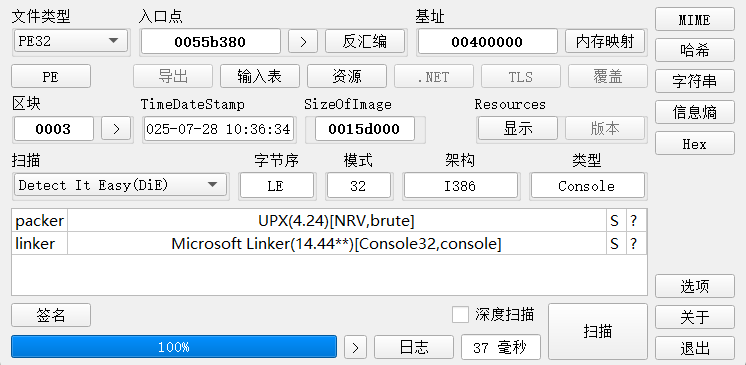 文件类型 入口点 基址 MIME
PE32 0055b380 > 反汇编 00400000 内存映射
哈希
PE 导出 输入表 资源 .NET TLS 覆盖 字符串
区块 TimeDateStamp SizeOfImage Resources 信息熵
0003 > 025-07-28 10:36:34 0015d000 显示 版本
Hex
扫描 字节序 模式 架构 类型
Detect It Easy(DiE) LE 32 I386 Console
packer UPX(4.24)[NRV,brute] S ?
linker Microsoft Linker(14.44**)[Console32,console] S ?
选项
签名 深度扫描 扫描 关于
100% > 日志 37 毫秒 退出